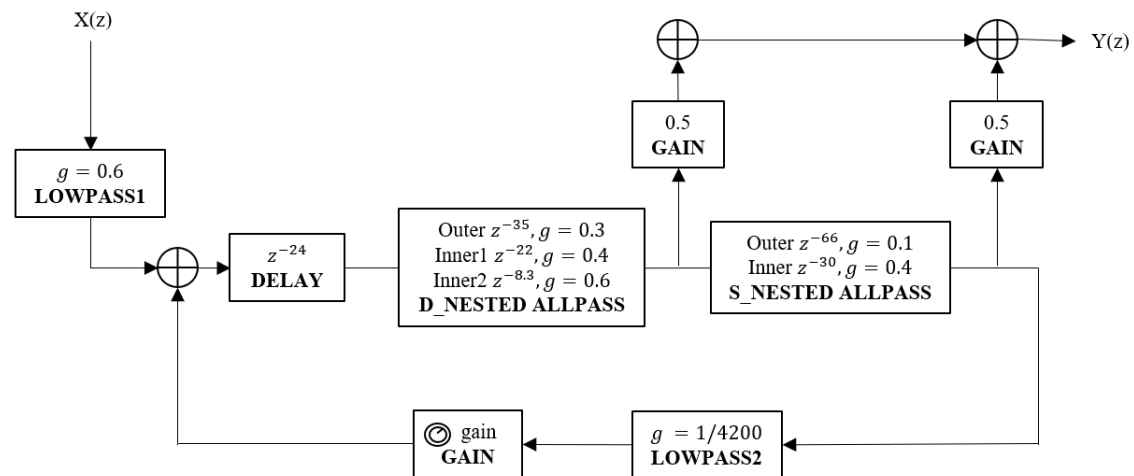 X(z)
Y(z)
0.5
GAIN
0.5
GAIN
g = 0.6
LOWPASS1
z⁻²⁴
DELAY
Outer z⁻³⁵, g = 0.3
Inner1 z⁻²², g = 0.4
Inner2 z⁻⁸·³, g = 0.6
D_NESTED ALLPASS
Outer z⁻⁶⁶, g = 0.1
Inner z⁻³⁰, g = 0.4
S_NESTED ALLPASS
gain
GAIN
g = 1/4200
LOWPASS2